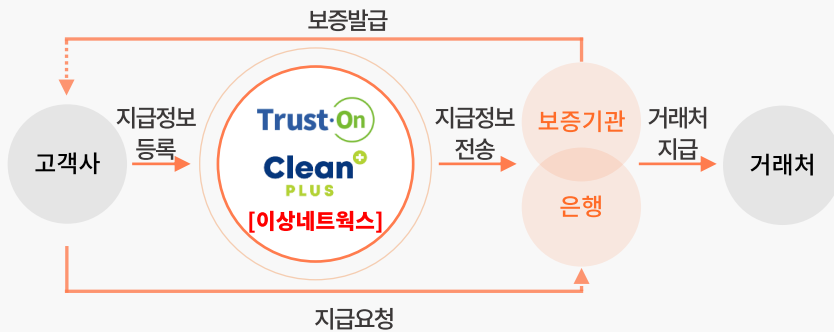 보증발급
고객사
지급정보
등록
Trust·On
Clean
PLUS
[이상네트웍스]
지급정보
전송
보증기관
은행
거래처
지급
거래처
지급요청